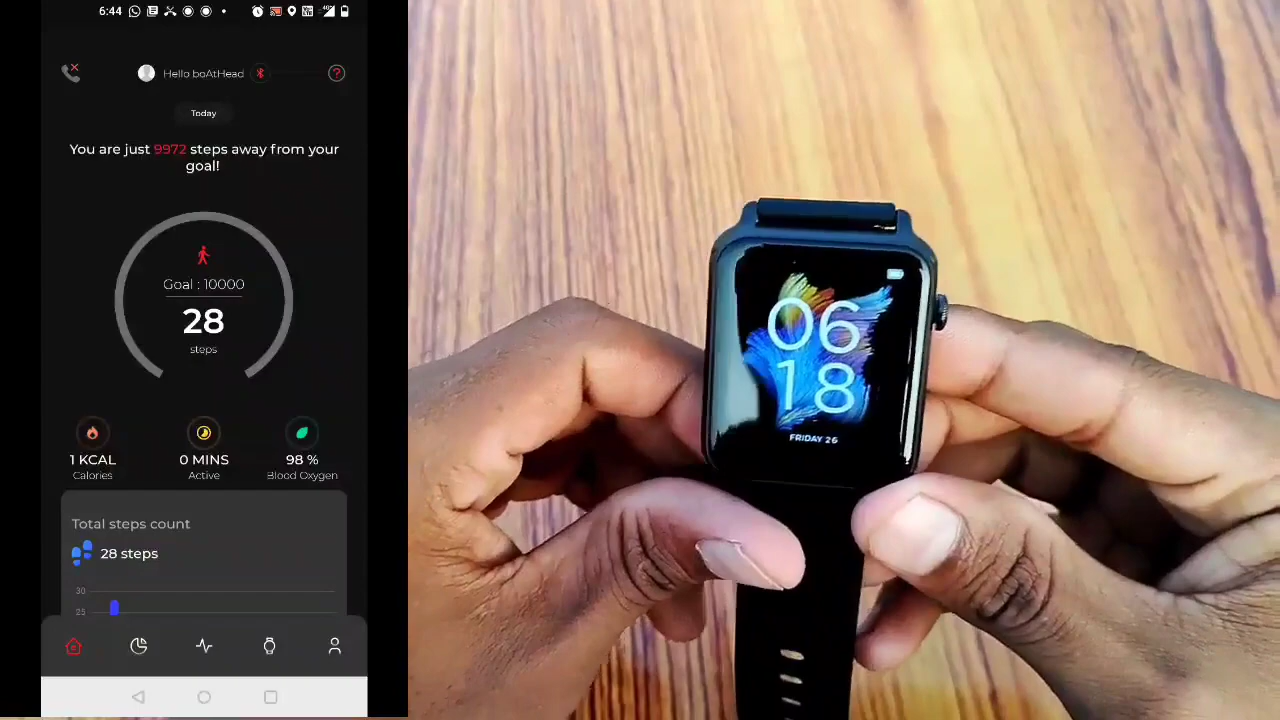 6:44
Hello boAtHead
Today
You are just 9972 steps away from your
goal!
Goal : 10000
28
steps
1 KCAL
0 MINS
98 %
Calories
Active
Blood Oxygen
Total steps count
28 steps
30
25
06
18
FRIDAY 26